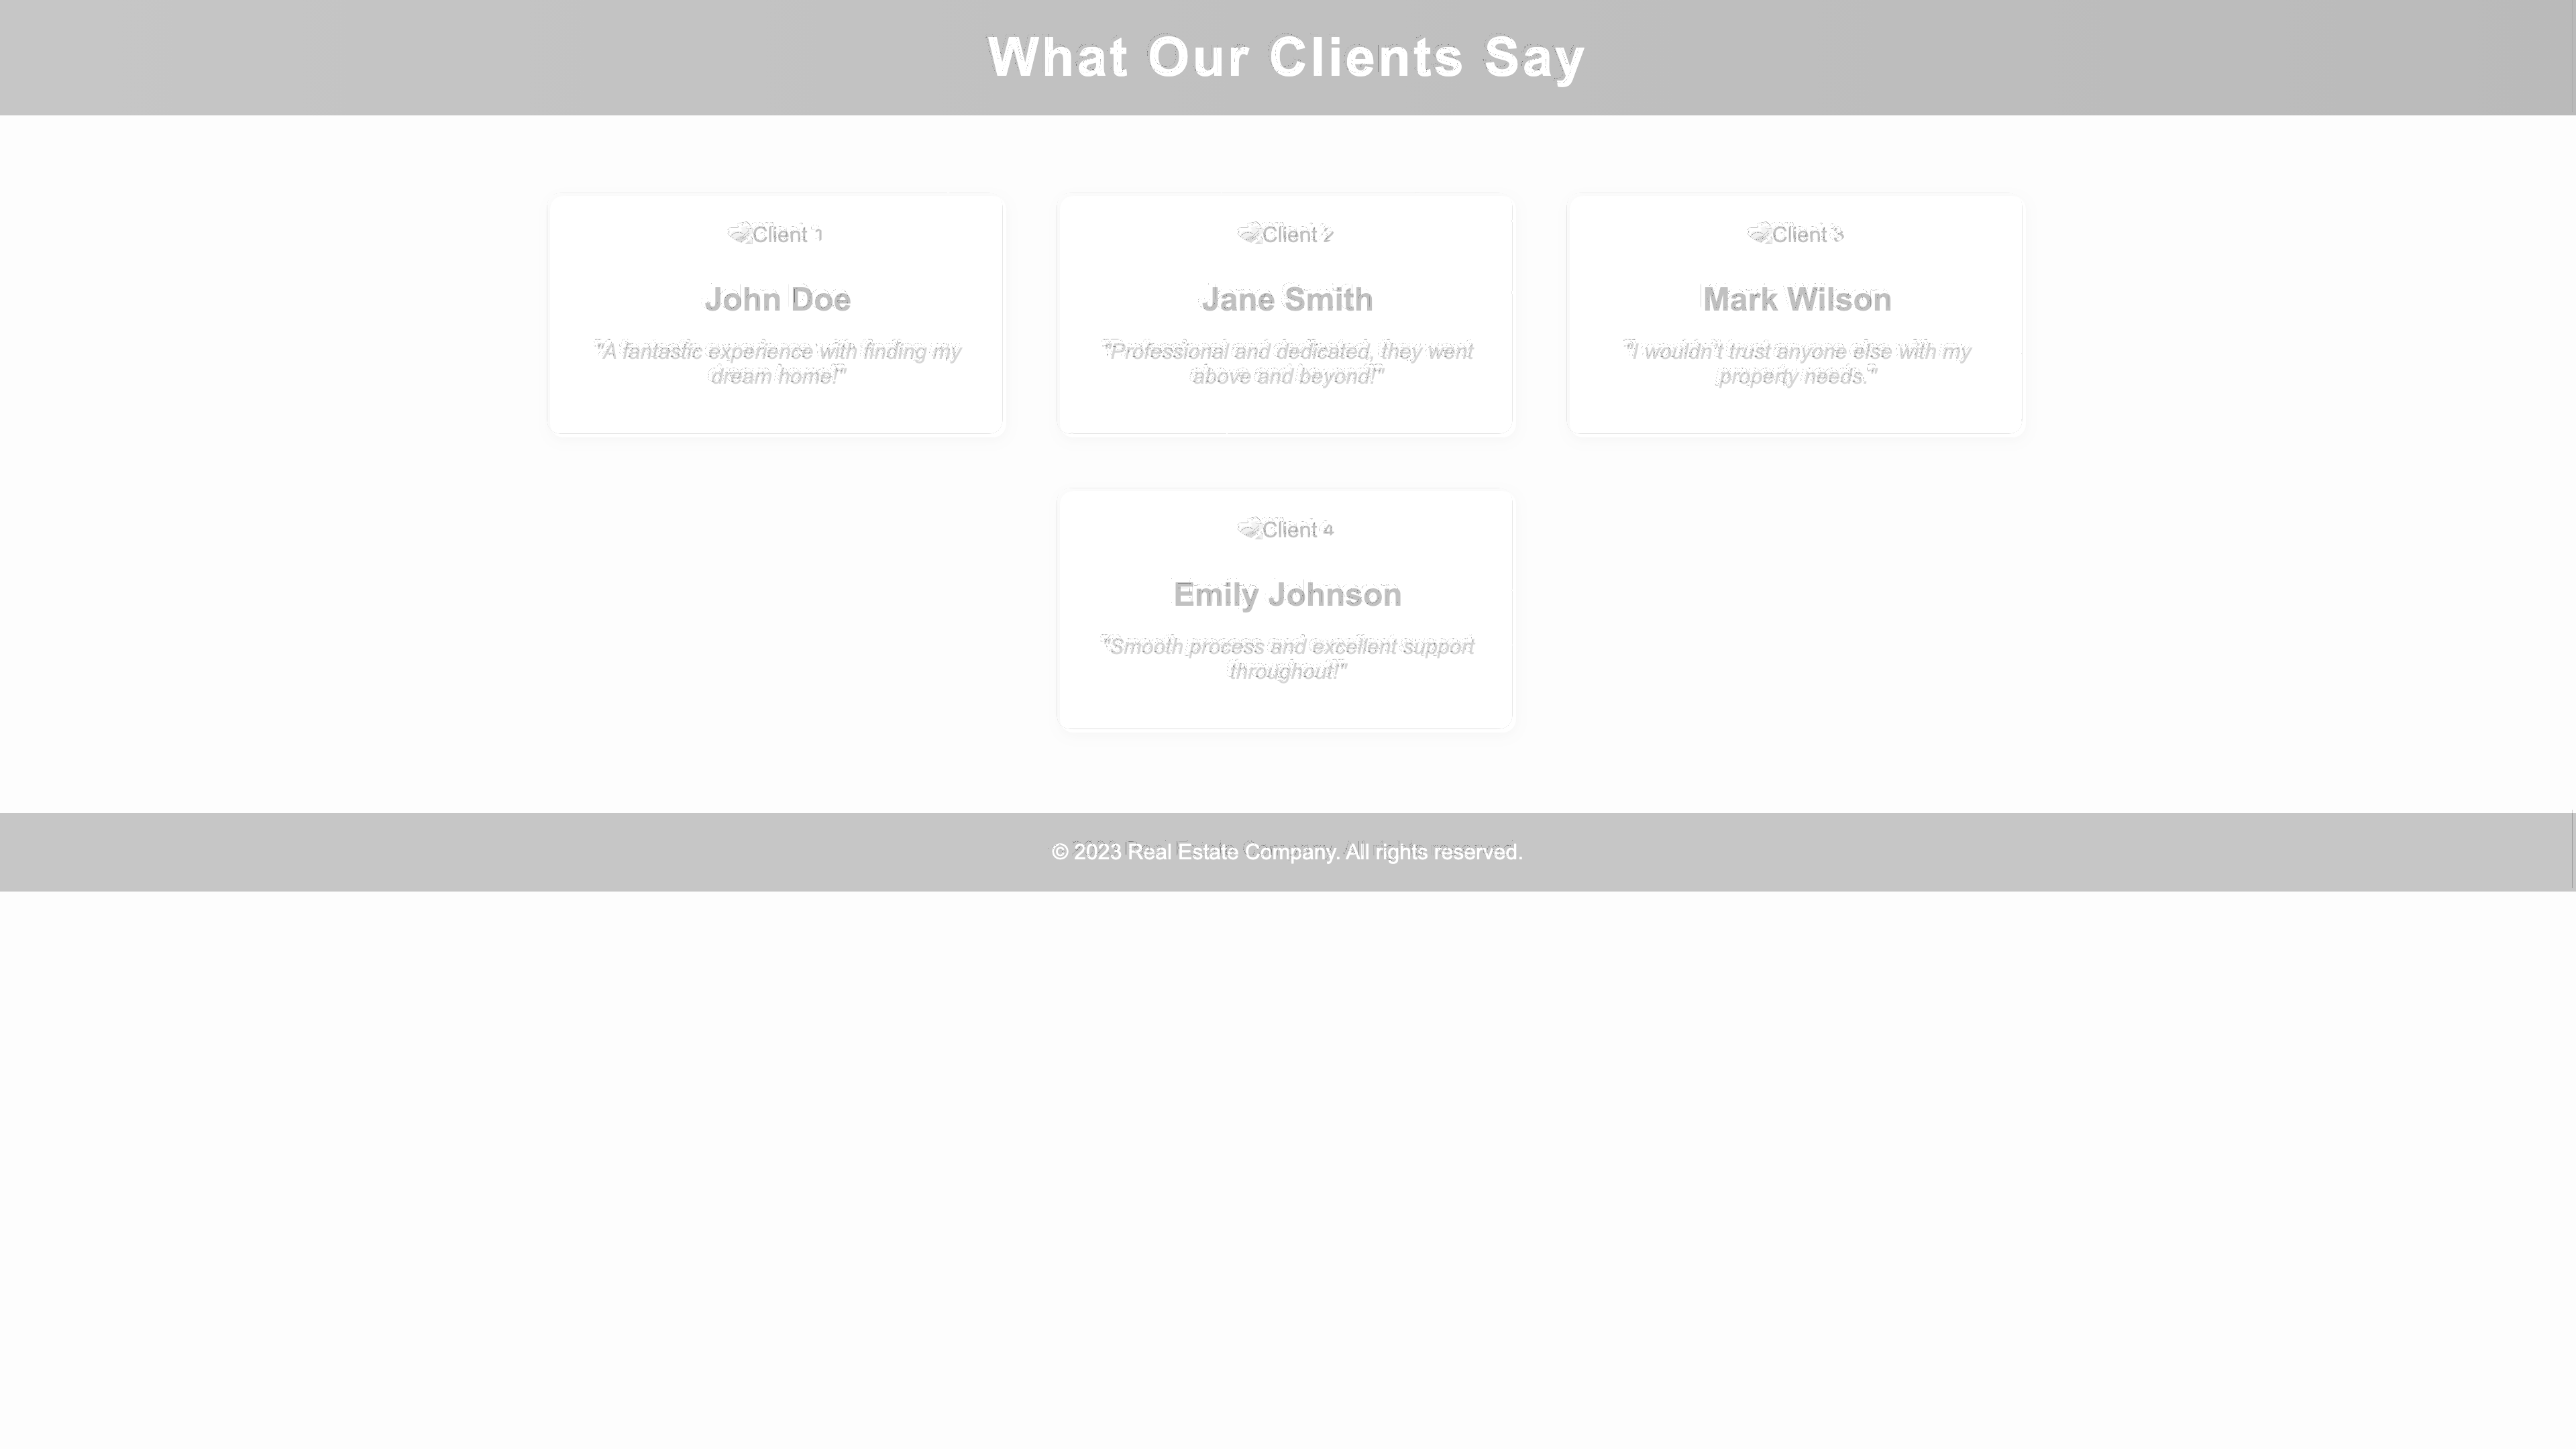 What Our Clients Say
Client 1
John Doe
"A fantastic experience with finding my
dream home!"
Client 2
Jane Smith
"Professional and dedicated, they went
above and beyond!"
Client 3
Mark Wilson
"I wouldn't trust anyone else with my
property needs."
Client 4
Emily Johnson
"Smooth process and excellent support
throughout!"
© 2023 Real Estate Company. All rights reserved.